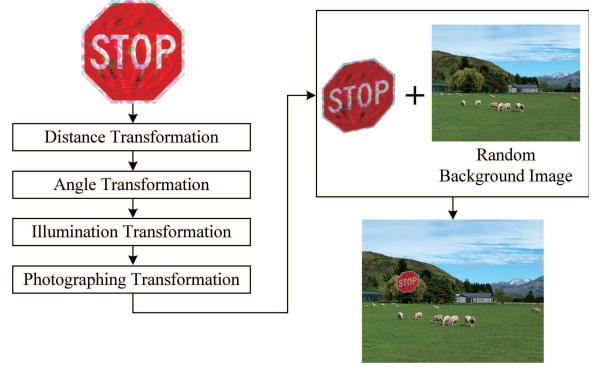 STOP
Distance Transformation
Angle Transformation
Illumination Transformation
Photographing Transformation
STOP
+
Random
Background Image
STOP